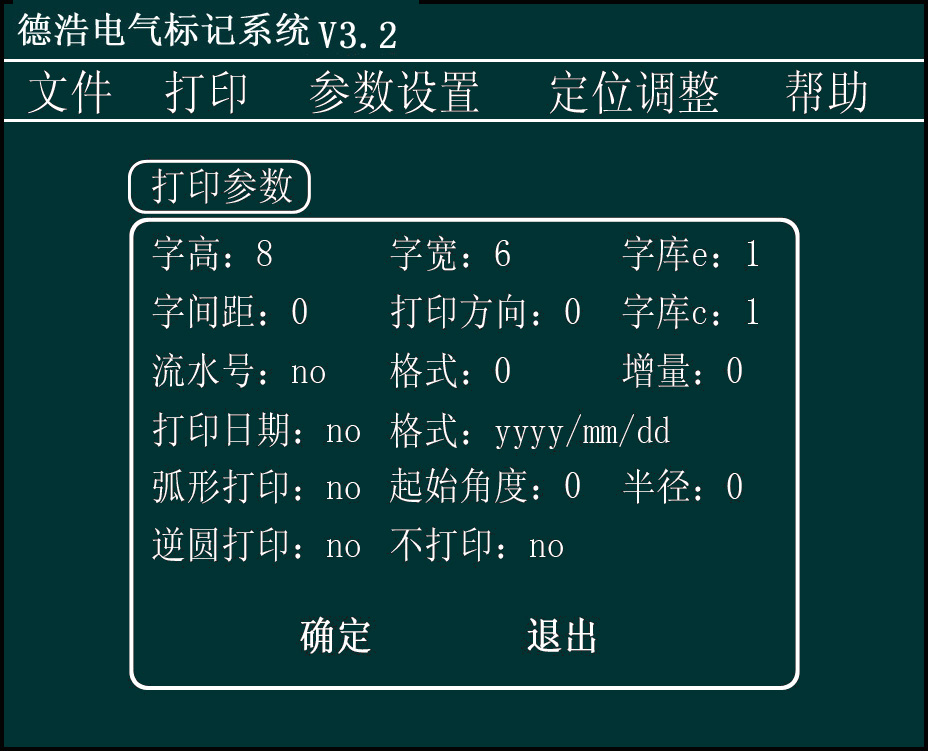 德浩电气标记系统 V3.2
文件 打印 参数设置 定位调整 帮助
打印参数
字高：8 字宽：6 字库e：1
字间距：0 打印方向：0 字库c：1
流水号：no 格式：0 增量：0
打印日期：no 格式：yyyy/mm/dd
弧形打印：no 起始角度：0 半径：0
逆圆打印：no 不打印：no
确定 退出